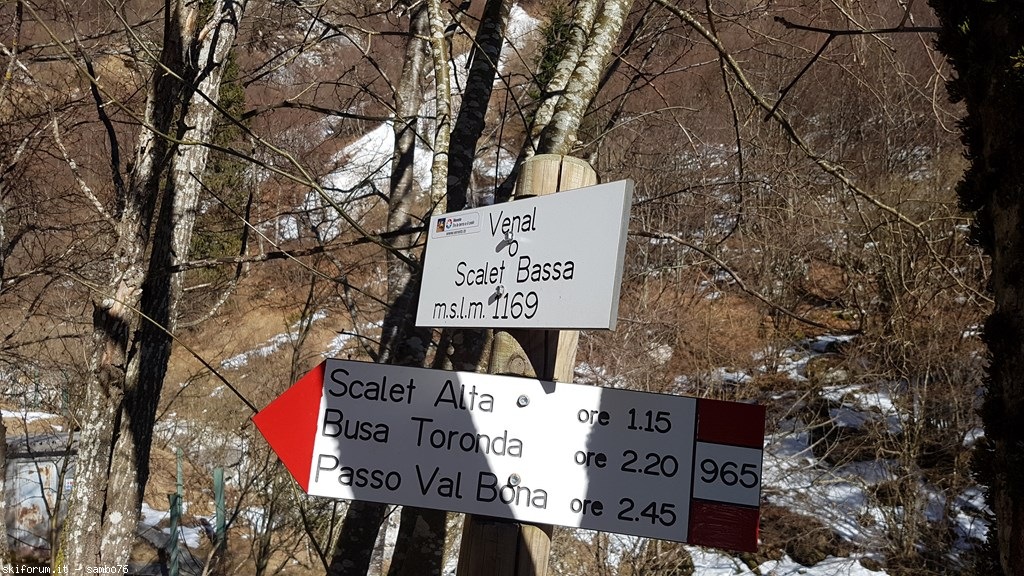 Venal
o
Scalet Bassa
m.s.l.m. 1169
Scalet Alta ore 1.15
Busa Toronda ore 2.20
Passo Val Bona ore 2.45
965
skiforum.it - sambo76